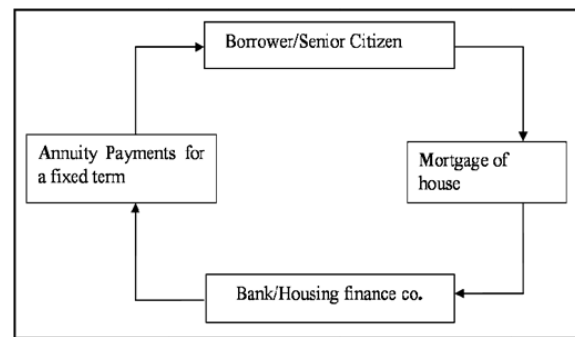 Borrower/Senior Citizen
Annuity Payments for
a fixed term
Mortgage of
house
Bank/Housing finance co.